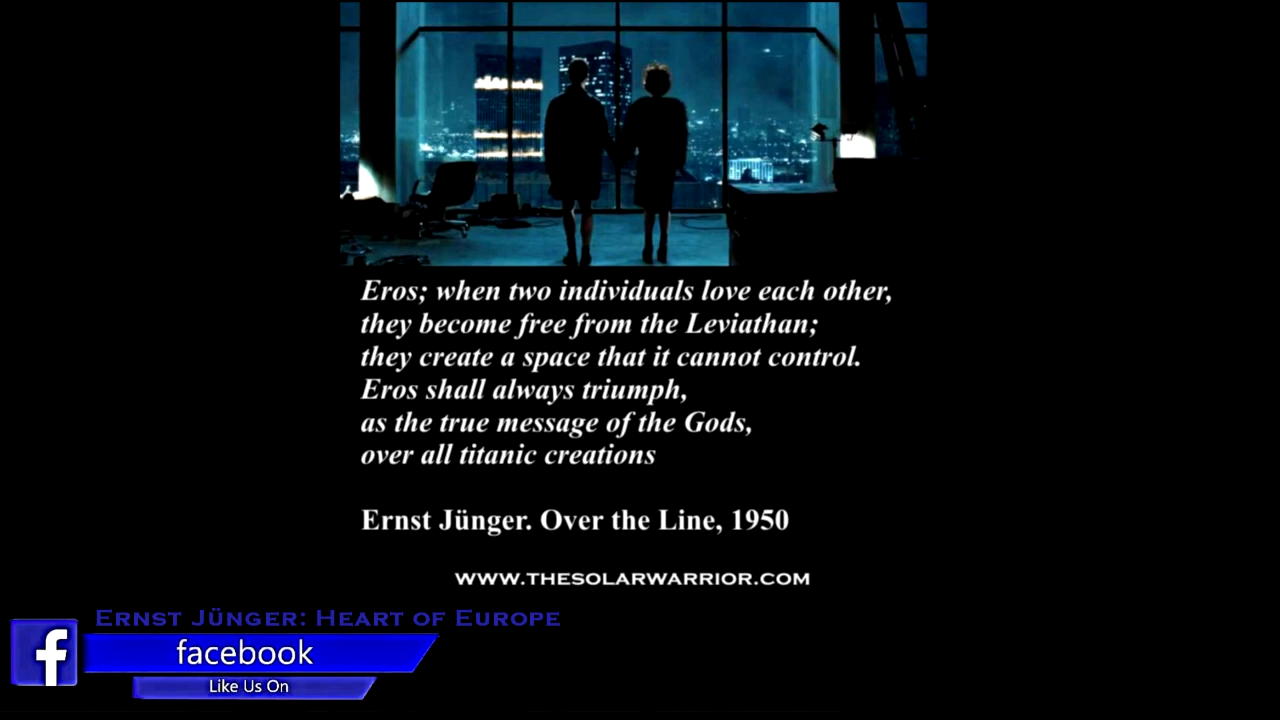 Eros; when two individuals love each other,
they become free from the Leviathan;
they create a space that it cannot control.
Eros shall always triumph,
as the true message of the Gods,
over all titanic creations
Ernst Jünger. Over the Line, 1950
WWW.THESOLARWARRIOR.COM
Ernst Jünger: Heart of Europe
facebook
Like Us On